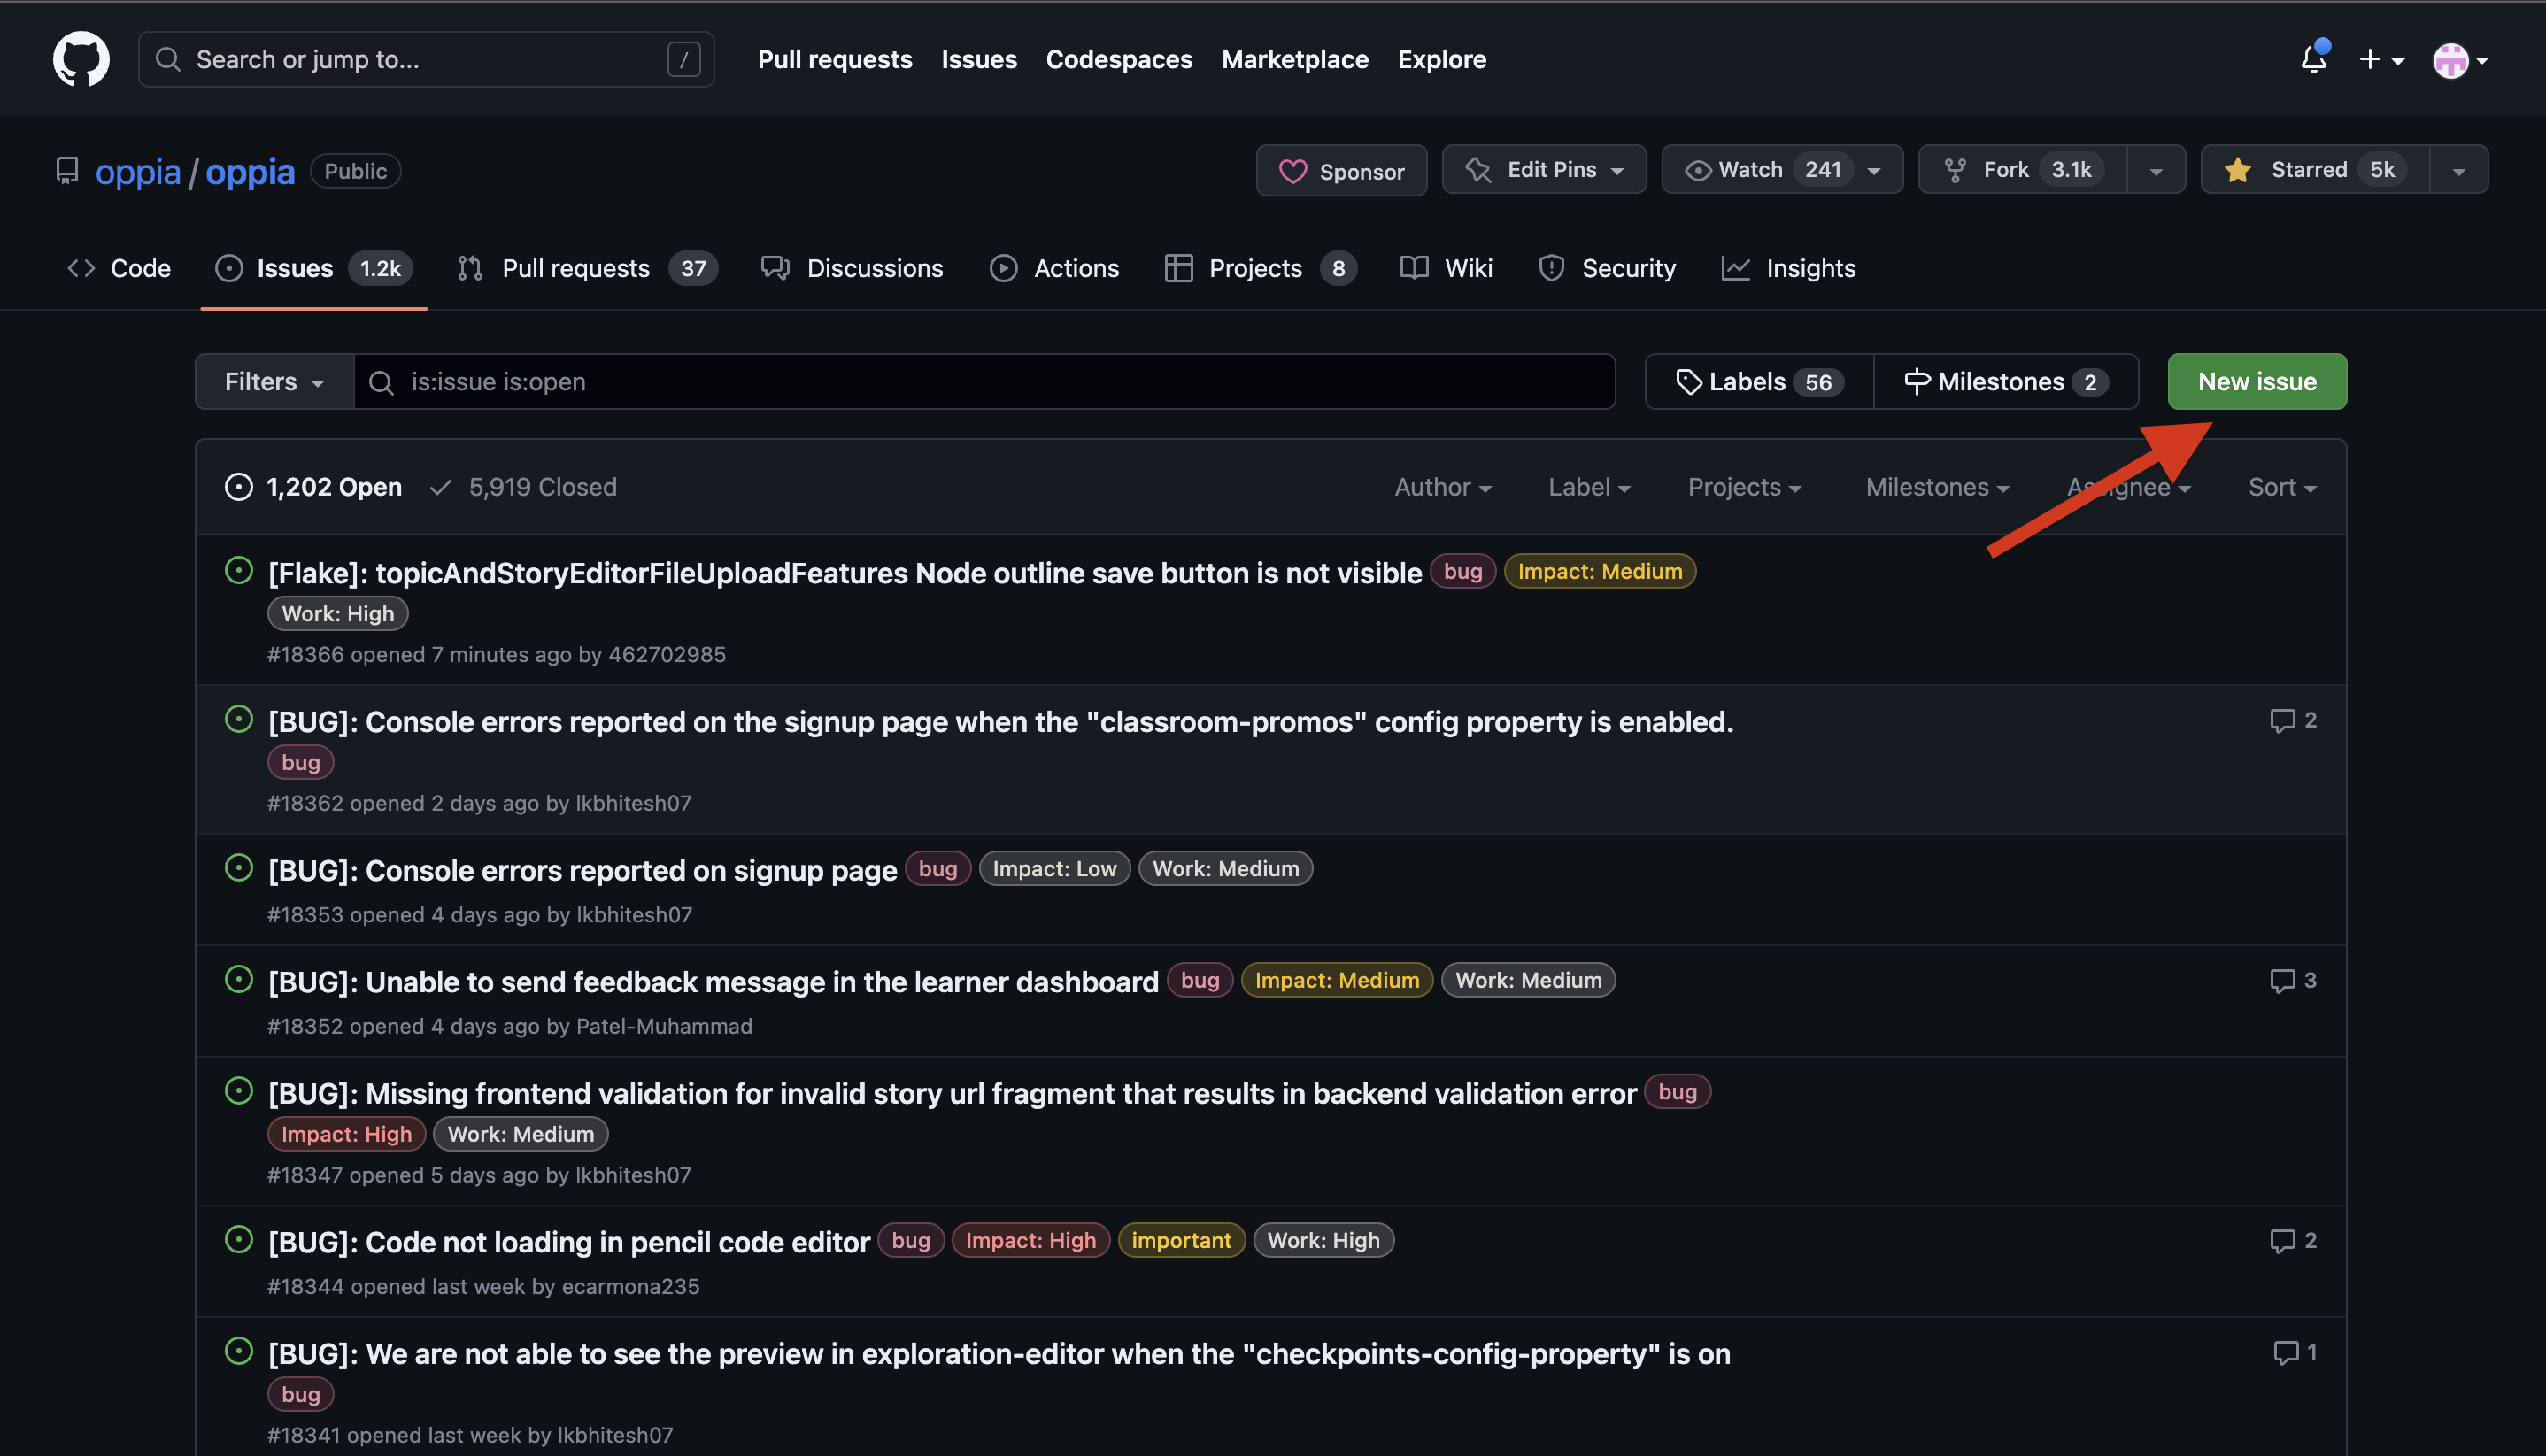 Search or jump to... / Pull requests Issues Codespaces Marketplace Explore
oppia / oppia Public Sponsor Edit Pins Watch 241 Fork 3.1k Starred 5k
Code Issues 1.2k Pull requests 37 Discussions Actions Projects 8 Wiki Security Insights
Filters is:issue is:open Labels 56 Milestones 2 New issue
1,202 Open 5,919 Closed Author Label Projects Milestones Assignee Sort
[Flake]: topicAndStoryEditorFileUploadFeatures Node outline save button is not visible bug Impact: Medium
Work: High
#18366 opened 7 minutes ago by 462702985
[BUG]: Console errors reported on the signup page when the "classroom-promos" config property is enabled. 2
bug
#18362 opened 2 days ago by lkbhitesh07
[BUG]: Console errors reported on signup page bug Impact: Low Work: Medium
#18353 opened 4 days ago by lkbhitesh07
[BUG]: Unable to send feedback message in the learner dashboard bug Impact: Medium Work: Medium 3
#18352 opened 4 days ago by Patel-Muhammad
[BUG]: Missing frontend validation for invalid story url fragment that results in backend validation error bug
Impact: High Work: Medium
#18347 opened 5 days ago by lkbhitesh07
[BUG]: Code not loading in pencil code editor bug Impact: High important Work: High 2
#18344 opened last week by ecarmona235
[BUG]: We are not able to see the preview in exploration-editor when the "checkpoints-config-property" is on 1
bug
#18341 opened last week by lkbhitesh07